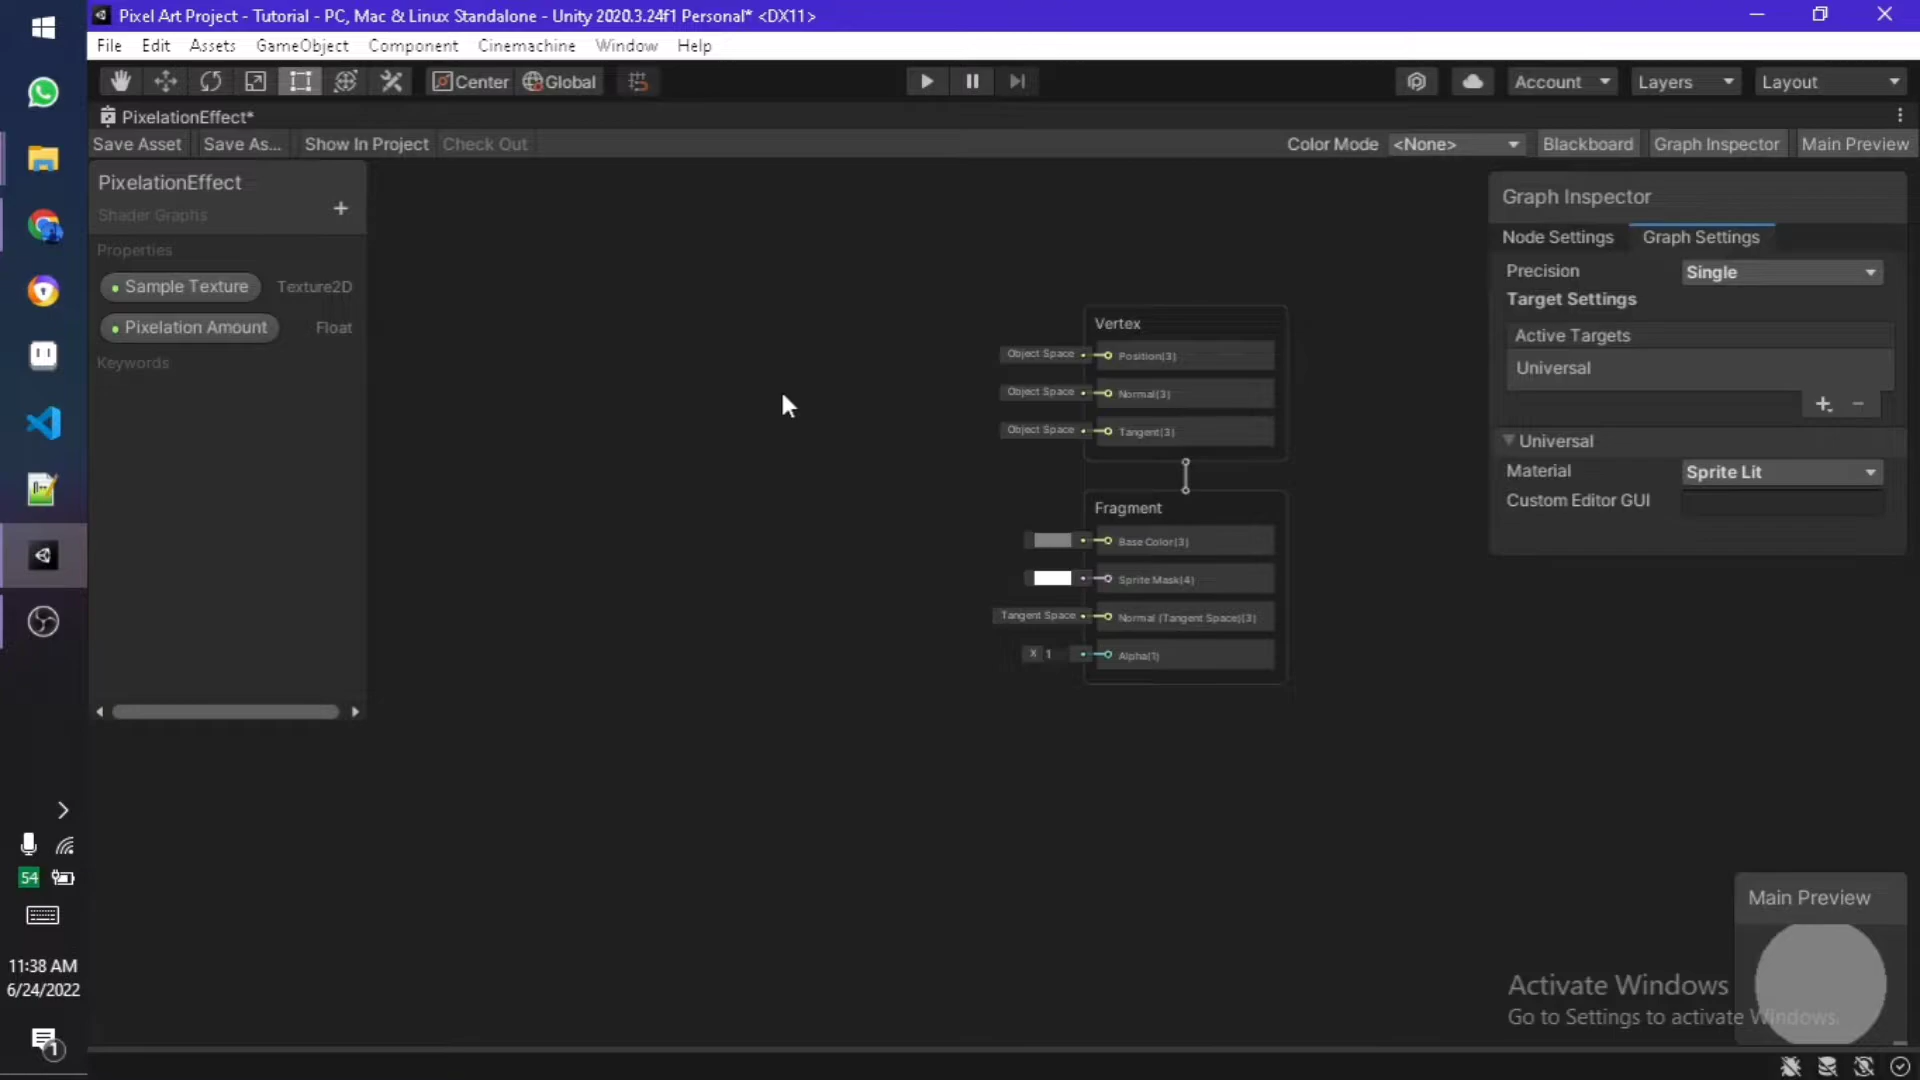 Pixel Art Project - Tutorial - PC, Mac & Linux Standalone - Unity 2020.3.24f1 Personal* <DX11>
File Edit Assets GameObject Component Cinemachine Window Help
Center Global Account Layers Layout
PixelationEffect*
Save Asset Save As... Show In Project Check Out Color Mode <None> Blackboard Graph Inspector Main Preview
PixelationEffect
Shader Graphs
Properties
Sample Texture Texture2D
Pixelation Amount Float
Keywords
Vertex
Object Space Position(3)
Object Space Normal(3)
Object Space Tangent(3)
Fragment
Base Color(3)
Sprite Mask(4)
Tangent Space Normal (Tangent Space)(3)
X 1 Alpha(1)
Graph Inspector
Node Settings Graph Settings
Precision Single
Target Settings
Active Targets
Universal
+ -
Universal
Material Sprite Lit
Custom Editor GUI
Main Preview
Activate Windows
Go to Settings to activate Windows.
54
11:38 AM
6/24/2022
1